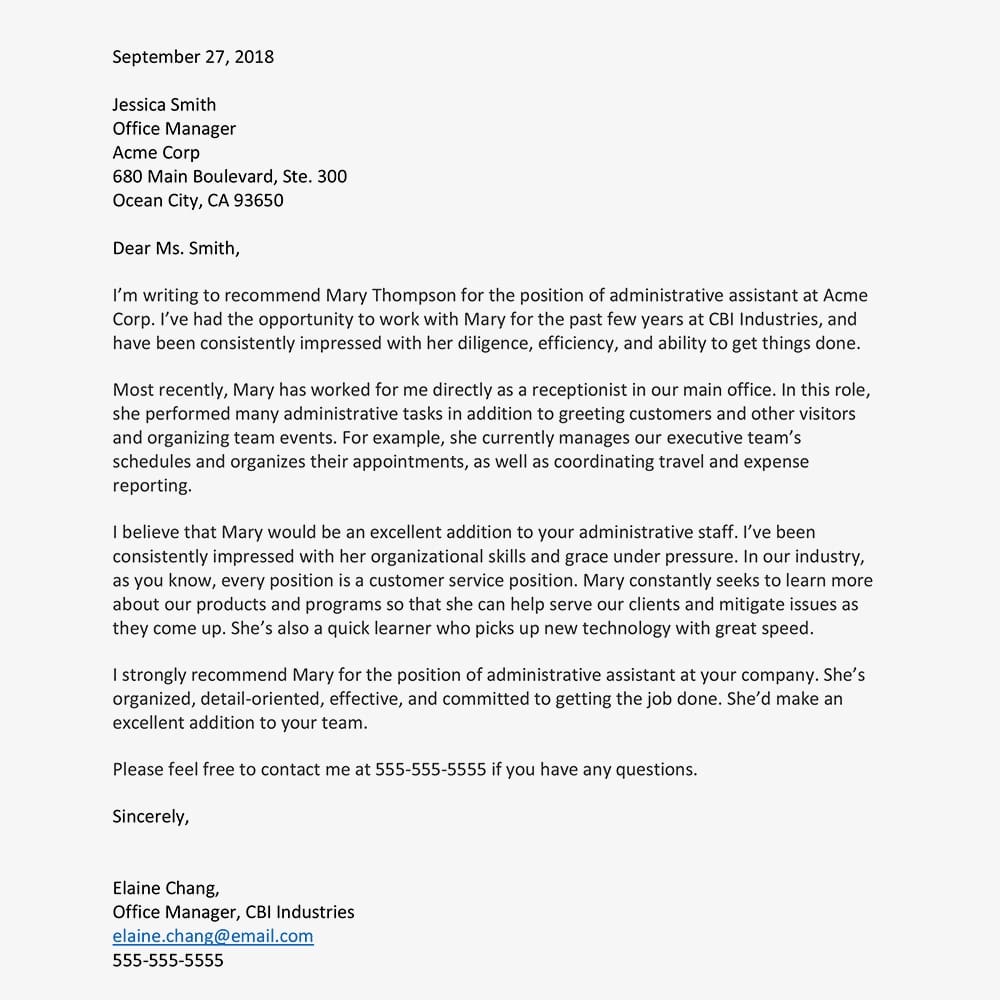 September 27, 2018
Jessica Smith
Office Manager
Acme Corp
680 Main Boulevard, Ste. 300
Ocean City, CA 93650
Dear Ms. Smith,
I’m writing to recommend Mary Thompson for the position of administrative assistant at Acme
Corp. I’ve had the opportunity to work with Mary for the past few years at CBI Industries, and
have been consistently impressed with her diligence, efficiency, and ability to get things done.
Most recently, Mary has worked for me directly as a receptionist in our main office. In this role,
she performed many administrative tasks in addition to greeting customers and other visitors
and organizing team events. For example, she currently manages our executive team’s
schedules and organizes their appointments, as well as coordinating travel and expense
reporting.
I believe that Mary would be an excellent addition to your administrative staff. I’ve been
consistently impressed with her organizational skills and grace under pressure. In our industry,
as you know, every position is a customer service position. Mary constantly seeks to learn more
about our products and programs so that she can help serve our clients and mitigate issues as
they come up. She’s also a quick learner who picks up new technology with great speed.
I strongly recommend Mary for the position of administrative assistant at your company. She’s
organized, detail-oriented, effective, and committed to getting the job done. She’d make an
excellent addition to your team.
Please feel free to contact me at 555-555-5555 if you have any questions.
Sincerely,
Elaine Chang,
Office Manager, CBI Industries
elaine.chang@email.com
555-555-5555